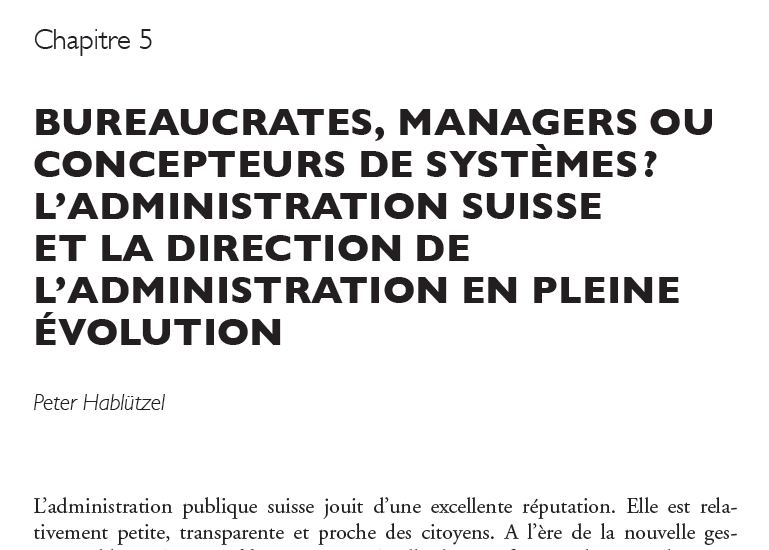 Chapitre 5
BUREAUCRATES, MANAGERS OU
CONCEPTEURS DE SYSTÈMES ?
L’ADMINISTRATION SUISSE
ET LA DIRECTION DE
L’ADMINISTRATION EN PLEINE
ÉVOLUTION
Peter Hablützel
L’administration publique suisse jouit d’une excellente réputation. Elle est rela-
tivement petite, transparente et proche des citoyens. A l’ère de la nouvelle ges-